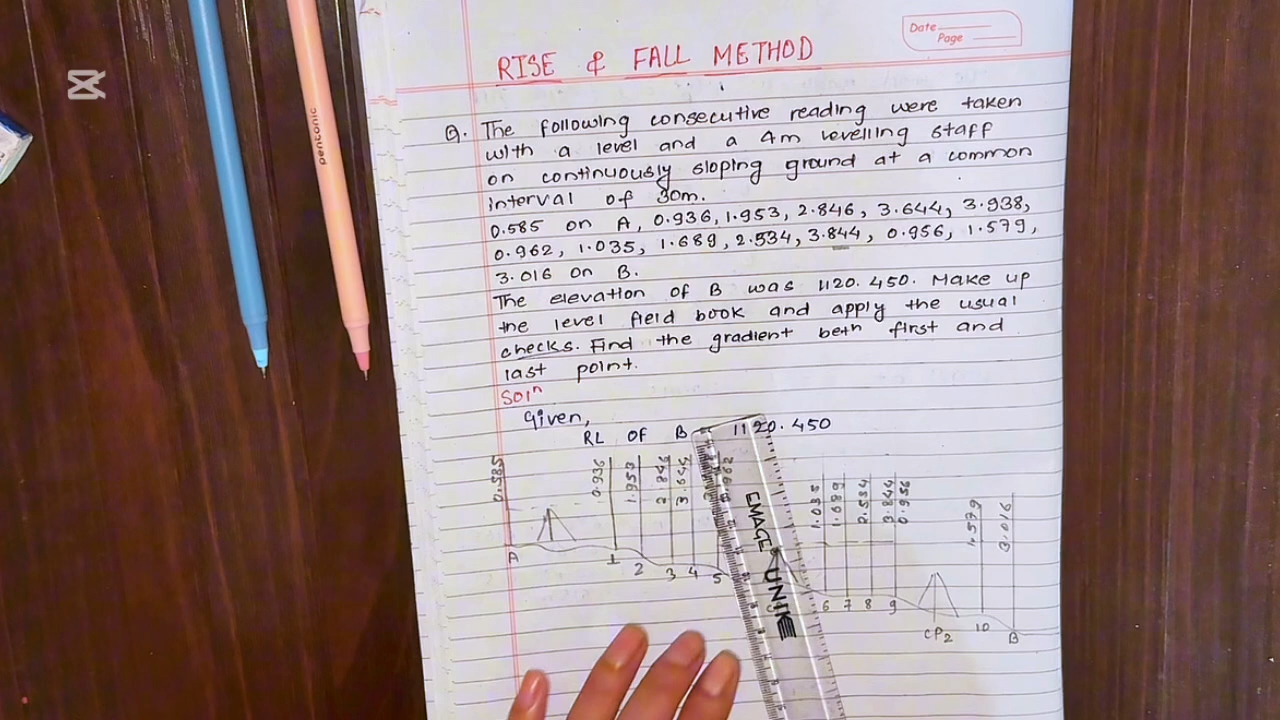 Date
Page
RISE & FALL METHOD
Q. The following consecutive reading were taken
with a level and a 4m levelling staff
on continuously sloping ground at a common
interval of 30m.
0.585 on A, 0.936, 1.953, 2.846, 3.644, 3.938,
0.962, 1.035, 1.689, 2.534, 3.844, 0.956, 1.579,
3.016 on B.
The elevation of B was 1120.450. Make up
the level field book and apply the usual
checks. Find the gradient betn first and
last point.
Soln
Given,
RL of B 1120.450
0.585 0.936 1.953 2.846 3.644 0.962 1.035 1.689 2.534 3.844 0.956 1.579 3.016
A 1 2 3 4 5 6 7 8 9 CP2 10 B
pentonic
EMAGE UNIKE